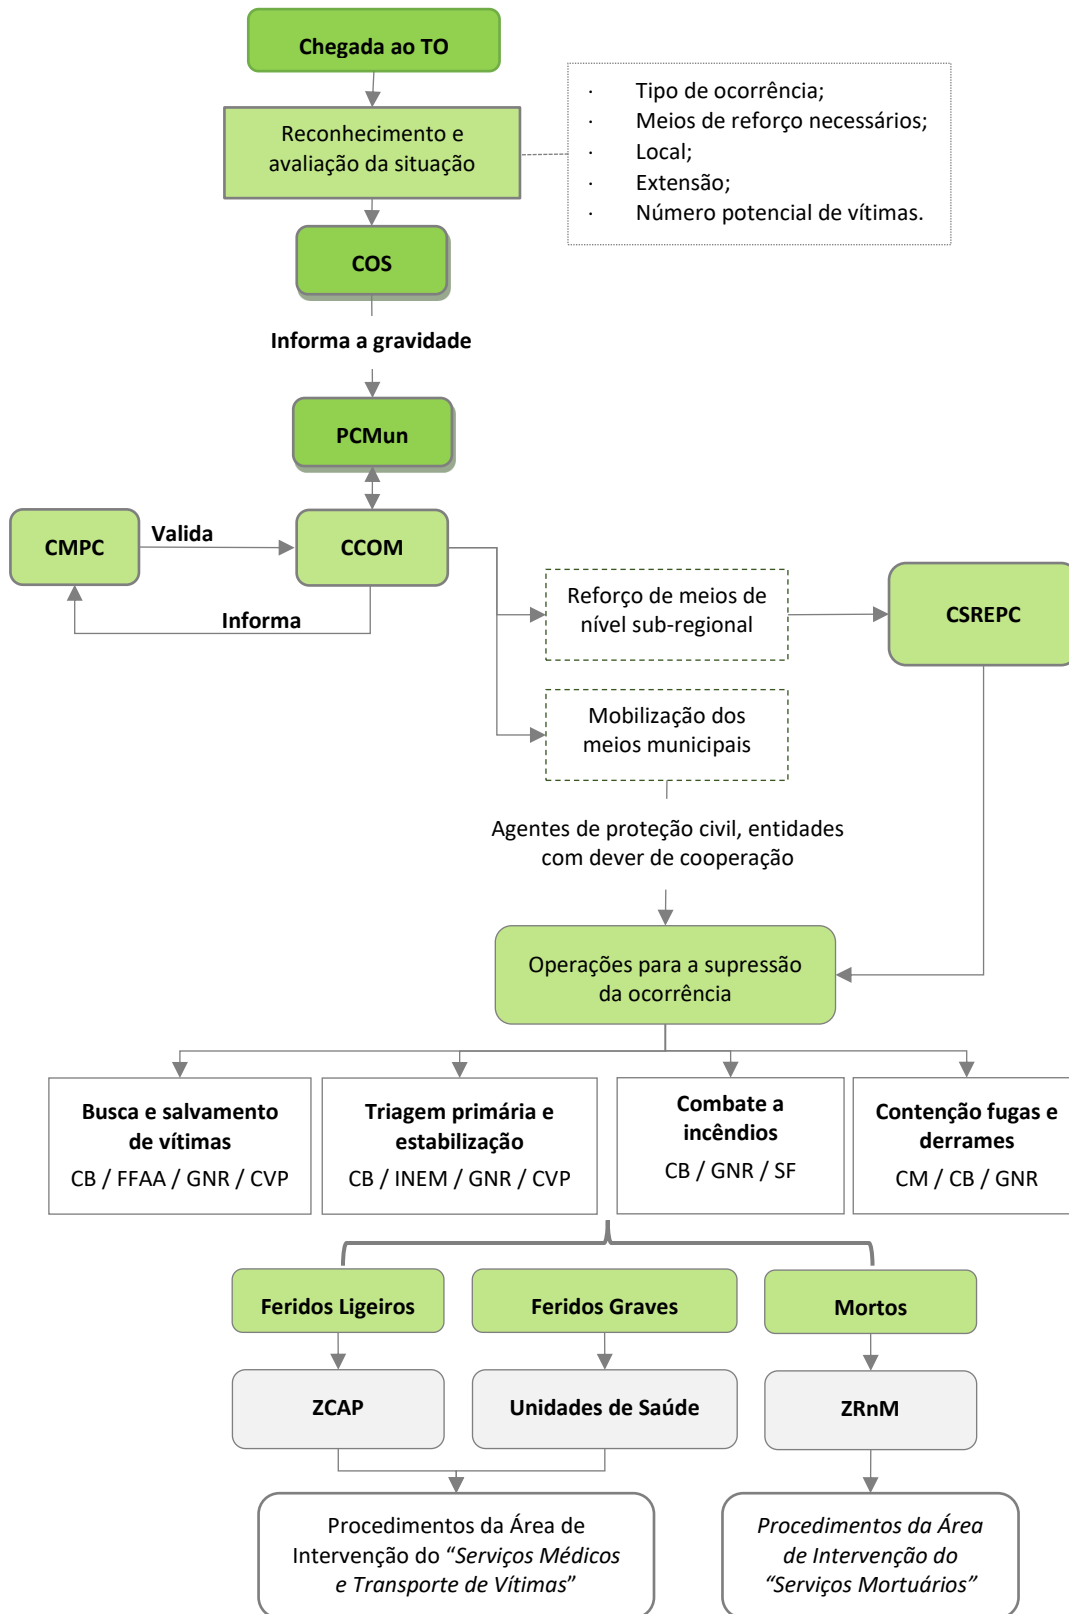 Chegada ao TO
Reconhecimento e
avaliação da situação
· Tipo de ocorrência;
· Meios de reforço necessários;
· Local;
· Extensão;
· Número potencial de vítimas.
COS
Informa a gravidade
PCMun
CMPC
Valida
CCOM
Informa
Reforço de meios de
nível sub-regional
CSREPC
Mobilização dos
meios municipais
Agentes de proteção civil, entidades
com dever de cooperação
Operações para a supressão
da ocorrência
Busca e salvamento
de vítimas
CB / FFAA / GNR / CVP
Triagem primária e
estabilização
CB / INEM / GNR / CVP
Combate a
incêndios
CB / GNR / SF
Contenção fugas e
derrames
CM / CB / GNR
Feridos Ligeiros
Feridos Graves
Mortos
ZCAP
Unidades de Saúde
ZRnM
Procedimentos da Área de
Intervenção do “Serviços Médicos
e Transporte de Vítimas”
Procedimentos da Área
de Intervenção do
“Serviços Mortuários”